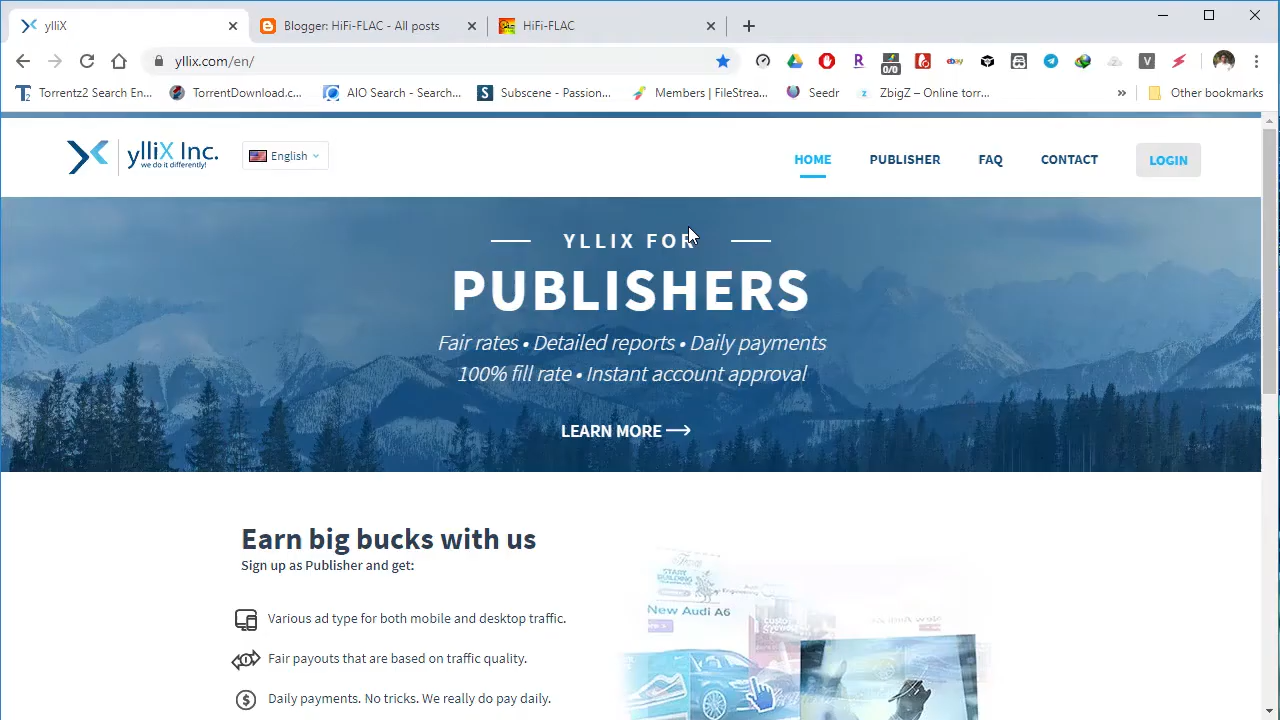 ylliX
Blogger: HiFi-FLAC - All posts
HiFi-FLAC
yllix.com/en/
0/0
Torrentz2 Search En...
TorrentDownload.c...
AIO Search - Search...
Subscene - Passion...
Members | FileStrea...
Seedr
ZbigZ – Online torr...
»
Other bookmarks
ylliX Inc.
we do it differently!
English
HOME
PUBLISHER
FAQ
CONTACT
LOGIN
YLLIX FOR
PUBLISHERS
Fair rates • Detailed reports • Daily payments
100% fill rate • Instant account approval
LEARN MORE
Earn big bucks with us
Sign up as Publisher and get:
START
BUILDING
New Audi A6
Various ad type for both mobile and desktop traffic.
Fair payouts that are based on traffic quality.
Daily payments. No tricks. We really do pay daily.